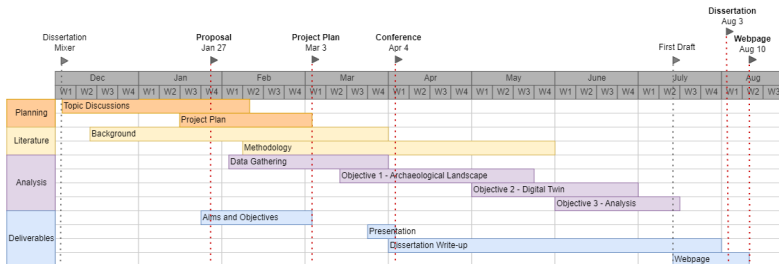 Dissertation
Aug 3
Dissertation
Mixer
Proposal
Jan 27
Project Plan
Mar 3
Conference
Apr 4
First Draft
Webpage
Aug 10
Dec Jan Feb Mar Apr May June July Aug
W1 W2 W3 W4 W1 W2 W3 W4 W1 W2 W3 W4 W1 W2 W3 W4 W1 W2 W3 W4 W1 W2 W3 W4 W1 W2 W3 W4 W1 W2 W3 W4 W1 W2 W3
Planning
Topic Discussions
Project Plan
Literature
Background
Methodology
Analysis
Data Gathering
Objective 1 - Archaeological Landscape
Objective 2 - Digital Twin
Objective 3 - Analysis
Deliverables
Aims and Objectives
Presentation
Dissertation Write-up
Webpage